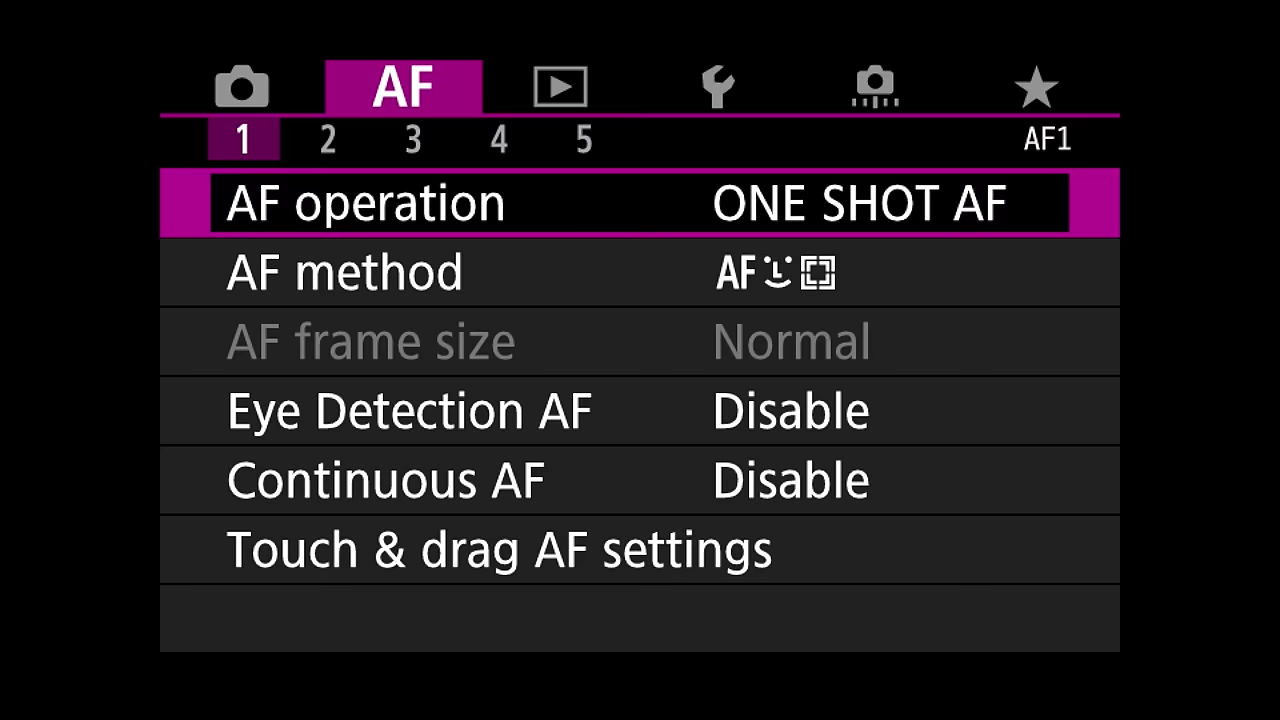 AF
1 2 3 4 5 AF1
AF operation ONE SHOT AF
AF method AF
AF frame size Normal
Eye Detection AF Disable
Continuous AF Disable
Touch & drag AF settings